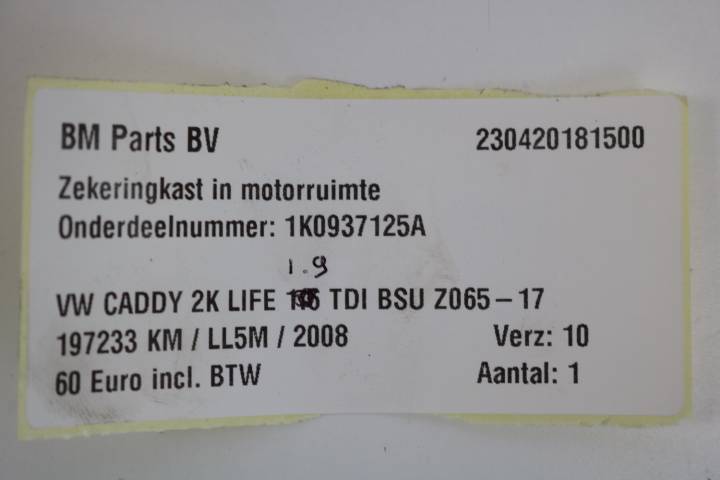 BM Parts BV 230420181500
Zekeringkast in motorruimte
Onderdeelnummer: 1K0937125A
1.9
VW CADDY 2K LIFE TDI BSU Z065-17
197233 KM / LL5M / 2008 Verz: 10
60 Euro incl. BTW Aantal: 1